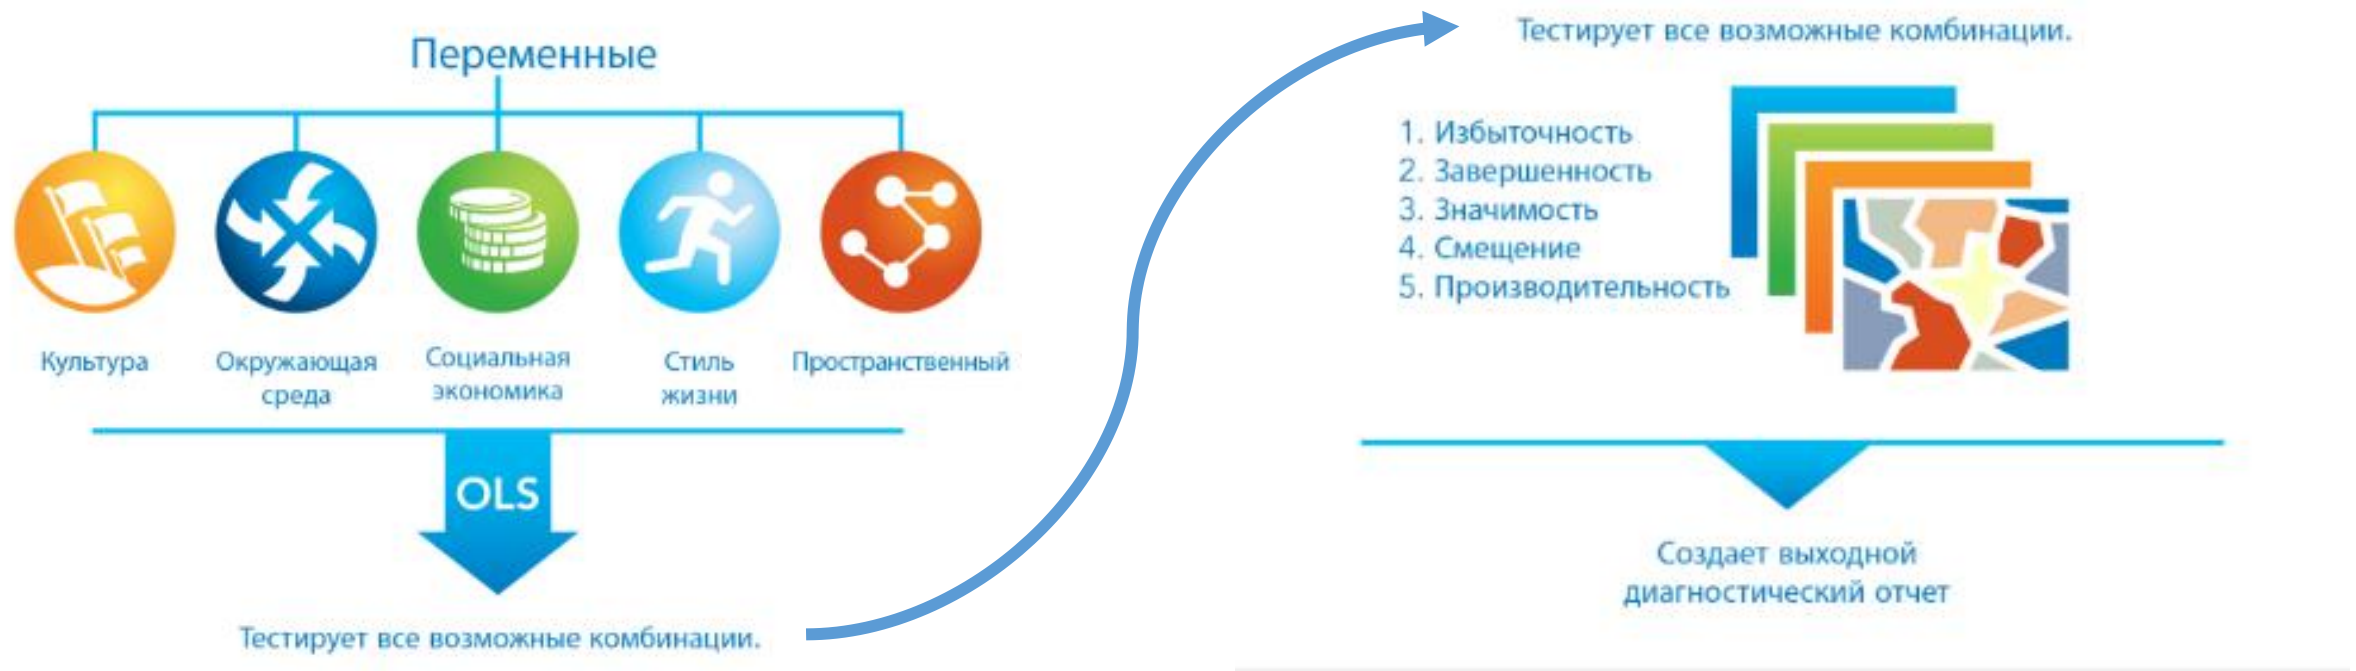 Переменные
Культура
Окружающая
среда
Социальная
экономика
Стиль
жизни
Пространственный
OLS
Тестирует все возможные комбинации.
Тестирует все возможные комбинации.
1. Избыточность
2. Завершенность
3. Значимость
4. Смещение
5. Производительность
Создает выходной
диагностический отчет